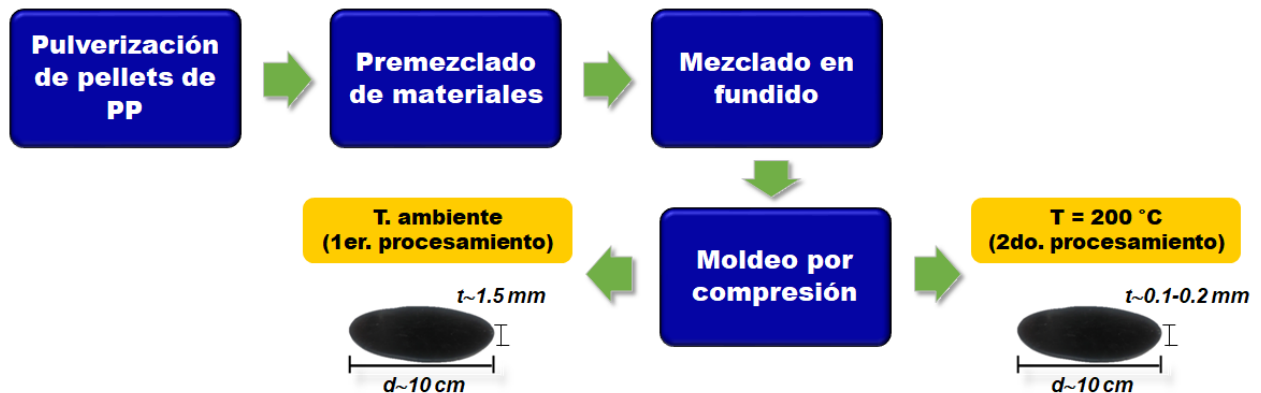 Pulverización
de pellets de
PP
Premezclado
de materiales
Mezclado en
fundido
T. ambiente
(1er. procesamiento)
Moldeo por
compresión
T = 200 °C
(2do. procesamiento)
t~1.5 mm
d~10 cm
t~0.1-0.2 mm
d~10 cm